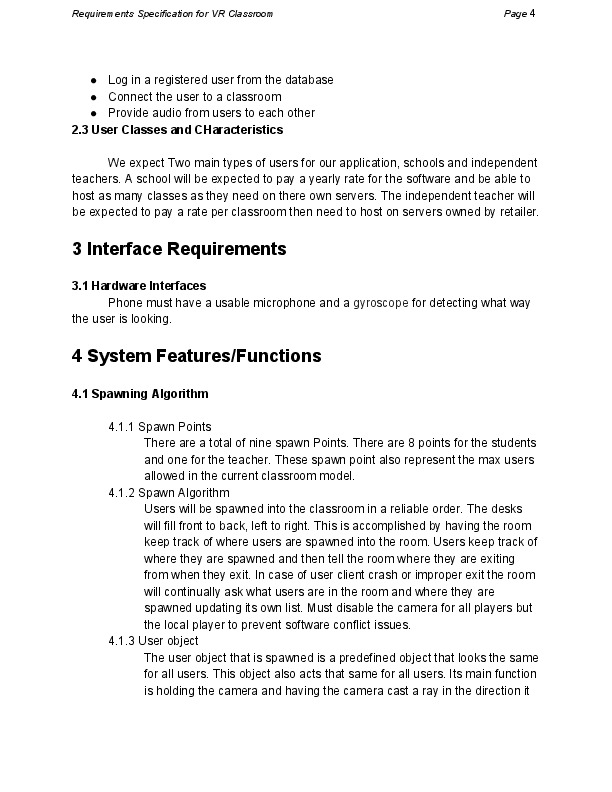 Requirements Specification for VR Classroom Page 4
● Log in a registered user from the database
● Connect the user to a classroom
● Provide audio from users to each other
2.3 User Classes and CHaracteristics
We expect Two main types of users for our application, schools and independent
teachers. A school will be expected to pay a yearly rate for the software and be able to
host as many classes as they need on there own servers. The independent teacher will
be expected to pay a rate per classroom then need to host on servers owned by retailer.
3 Interface Requirements
3.1 Hardware Interfaces
Phone must have a usable microphone and a gyroscope for detecting what way
the user is looking.
4 System Features/Functions
4.1 Spawning Algorithm
4.1.1 Spawn Points
There are a total of nine spawn Points. There are 8 points for the students
and one for the teacher. These spawn point also represent the max users
allowed in the current classroom model.
4.1.2 Spawn Algorithm
Users will be spawned into the classroom in a reliable order. The desks
will fill front to back, left to right. This is accomplished by having the room
keep track of where users are spawned into the room. Users keep track of
where they are spawned and then tell the room where they are exiting
from when they exit. In case of user client crash or improper exit the room
will continually ask what users are in the room and where they are
spawned updating its own list. Must disable the camera for all players but
the local player to prevent software conflict issues.
4.1.3 User object
The user object that is spawned is a predefined object that looks the same
for all users. This object also acts that same for all users. Its main function
is holding the camera and having the camera cast a ray in the direction it